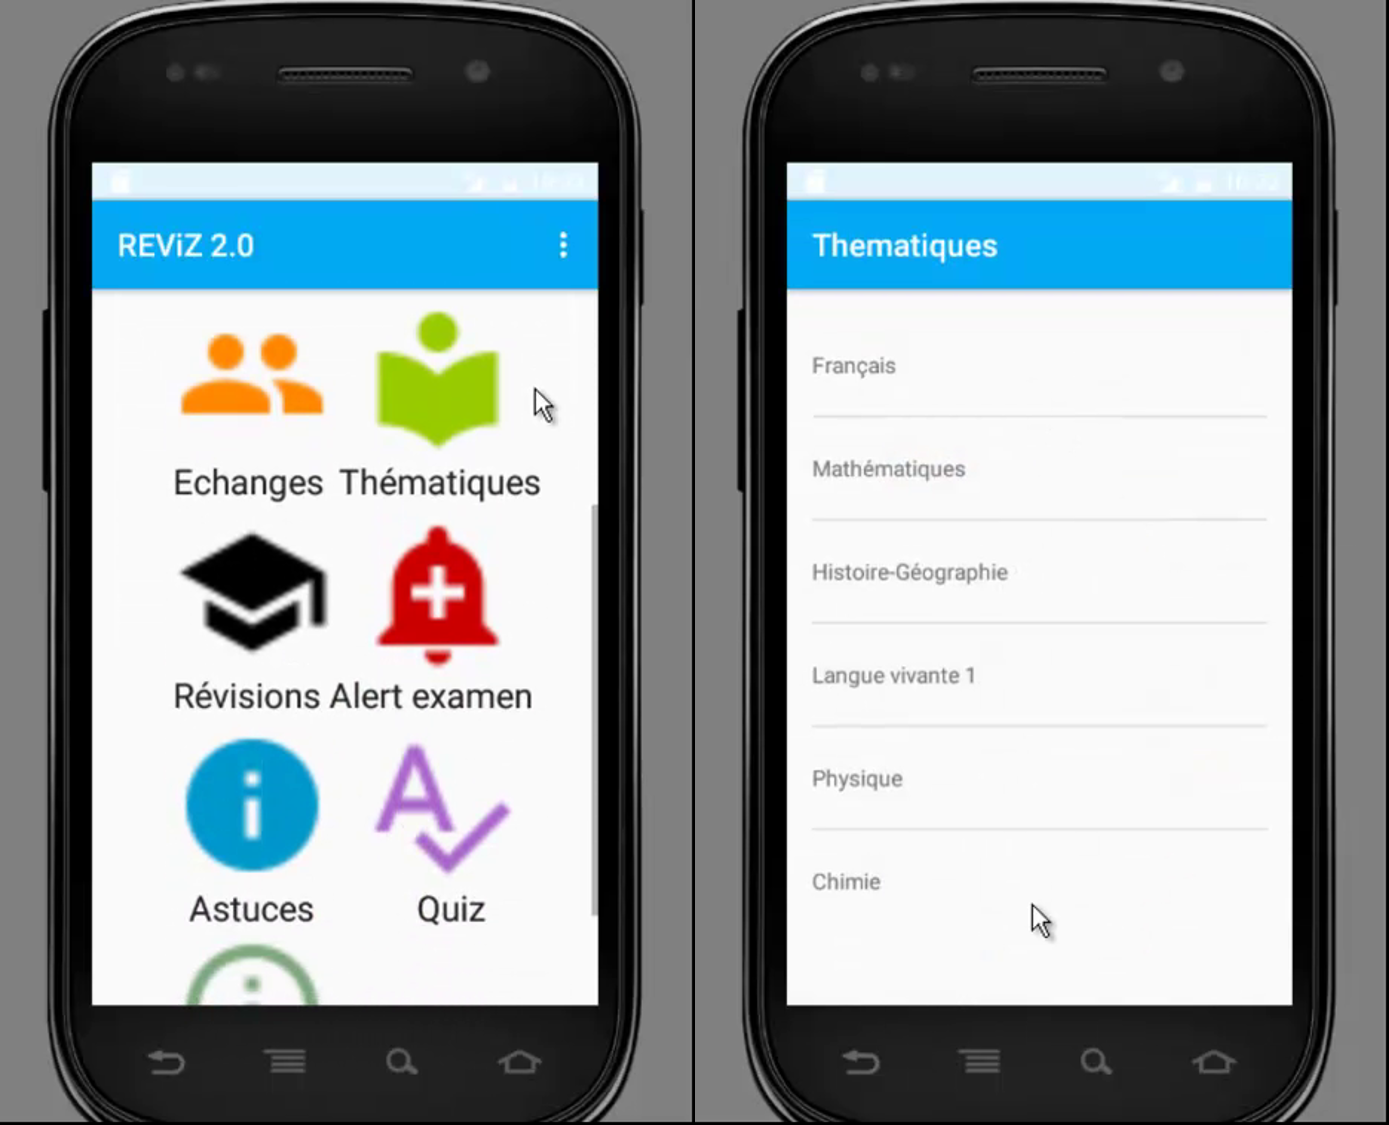 REViZ 2.0
Echanges Thématiques
Révisions Alert examen
Astuces Quiz
Thematiques
Français
Mathématiques
Histoire-Géographie
Langue vivante 1
Physique
Chimie